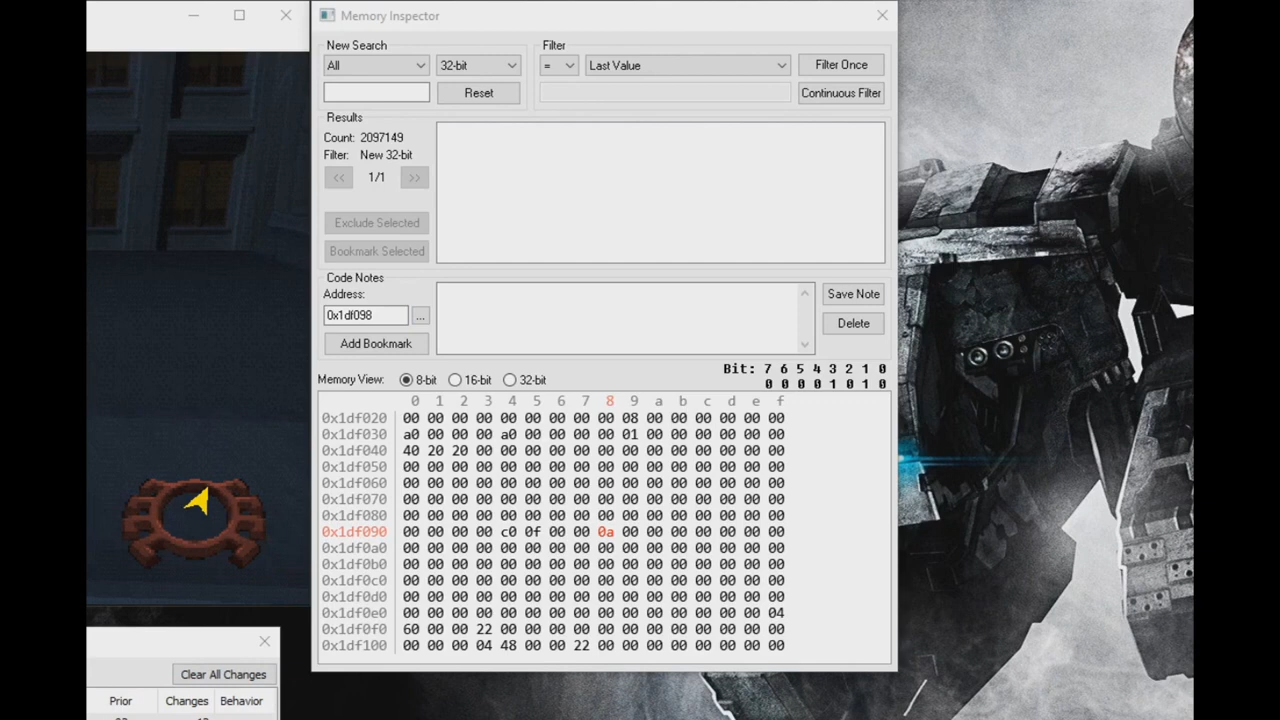 Memory Inspector
New Search
Filter
All
32-bit
=
Last Value
Filter Once
Reset
Continuous Filter
Results
Count: 2097149
Filter: New 32-bit
<<
1/1
>>
Exclude Selected
Bookmark Selected
Code Notes
Address:
0x1df098
...
Save Note
Delete
Add Bookmark
Bit: 7 6 5 4 3 2 1 0
0 0 0 0 1 0 1 0
Memory View: 8-bit 16-bit 32-bit
0 1 2 3 4 5 6 7 8 9 a b c d e f
0x1df020 00 00 00 00 00 00 00 00 00 08 00 00 00 00 00 00
0x1df030 a0 00 00 00 a0 00 00 00 00 01 00 00 00 00 00 00
0x1df040 40 20 20 00 00 00 00 00 00 00 00 00 00 00 00 00
0x1df050 00 00 00 00 00 00 00 00 00 00 00 00 00 00 00 00
0x1df060 00 00 00 00 00 00 00 00 00 00 00 00 00 00 00 00
0x1df070 00 00 00 00 00 00 00 00 00 00 00 00 00 00 00 00
0x1df080 00 00 00 00 00 00 00 00 00 00 00 00 00 00 00 00
0x1df090 00 00 00 00 c0 0f 00 00 0a 00 00 00 00 00 00 00
0x1df0a0 00 00 00 00 00 00 00 00 00 00 00 00 00 00 00 00
0x1df0b0 00 00 00 00 00 00 00 00 00 00 00 00 00 00 00 00
0x1df0c0 00 00 00 00 00 00 00 00 00 00 00 00 00 00 00 00
0x1df0d0 00 00 00 00 00 00 00 00 00 00 00 00 00 00 00 00
0x1df0e0 00 00 00 00 00 00 00 00 00 00 00 00 00 00 00 04
0x1df0f0 60 00 00 22 00 00 00 00 00 00 00 00 00 00 00 00
0x1df100 00 00 00 04 48 00 00 22 00 00 00 00 00 00 00 00
Clear All Changes
Prior Changes Behavior